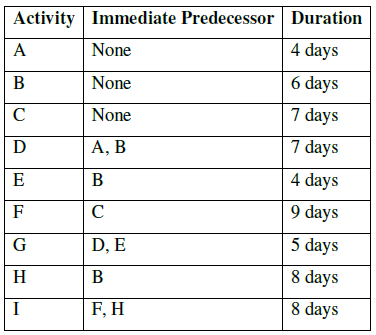 Activity Immediate Predecessor Duration
A None 4 days
B None 6 days
C None 7 days
D A, B 7 days
E B 4 days
F C 9 days
G D, E 5 days
H B 8 days
I F, H 8 days